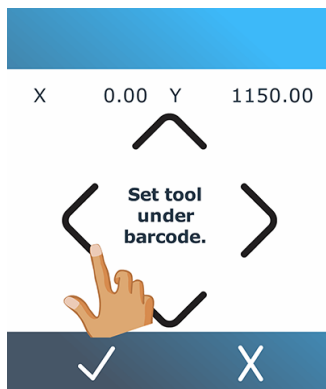 X 0.00 Y 1150.00
Set tool
under
barcode.
X